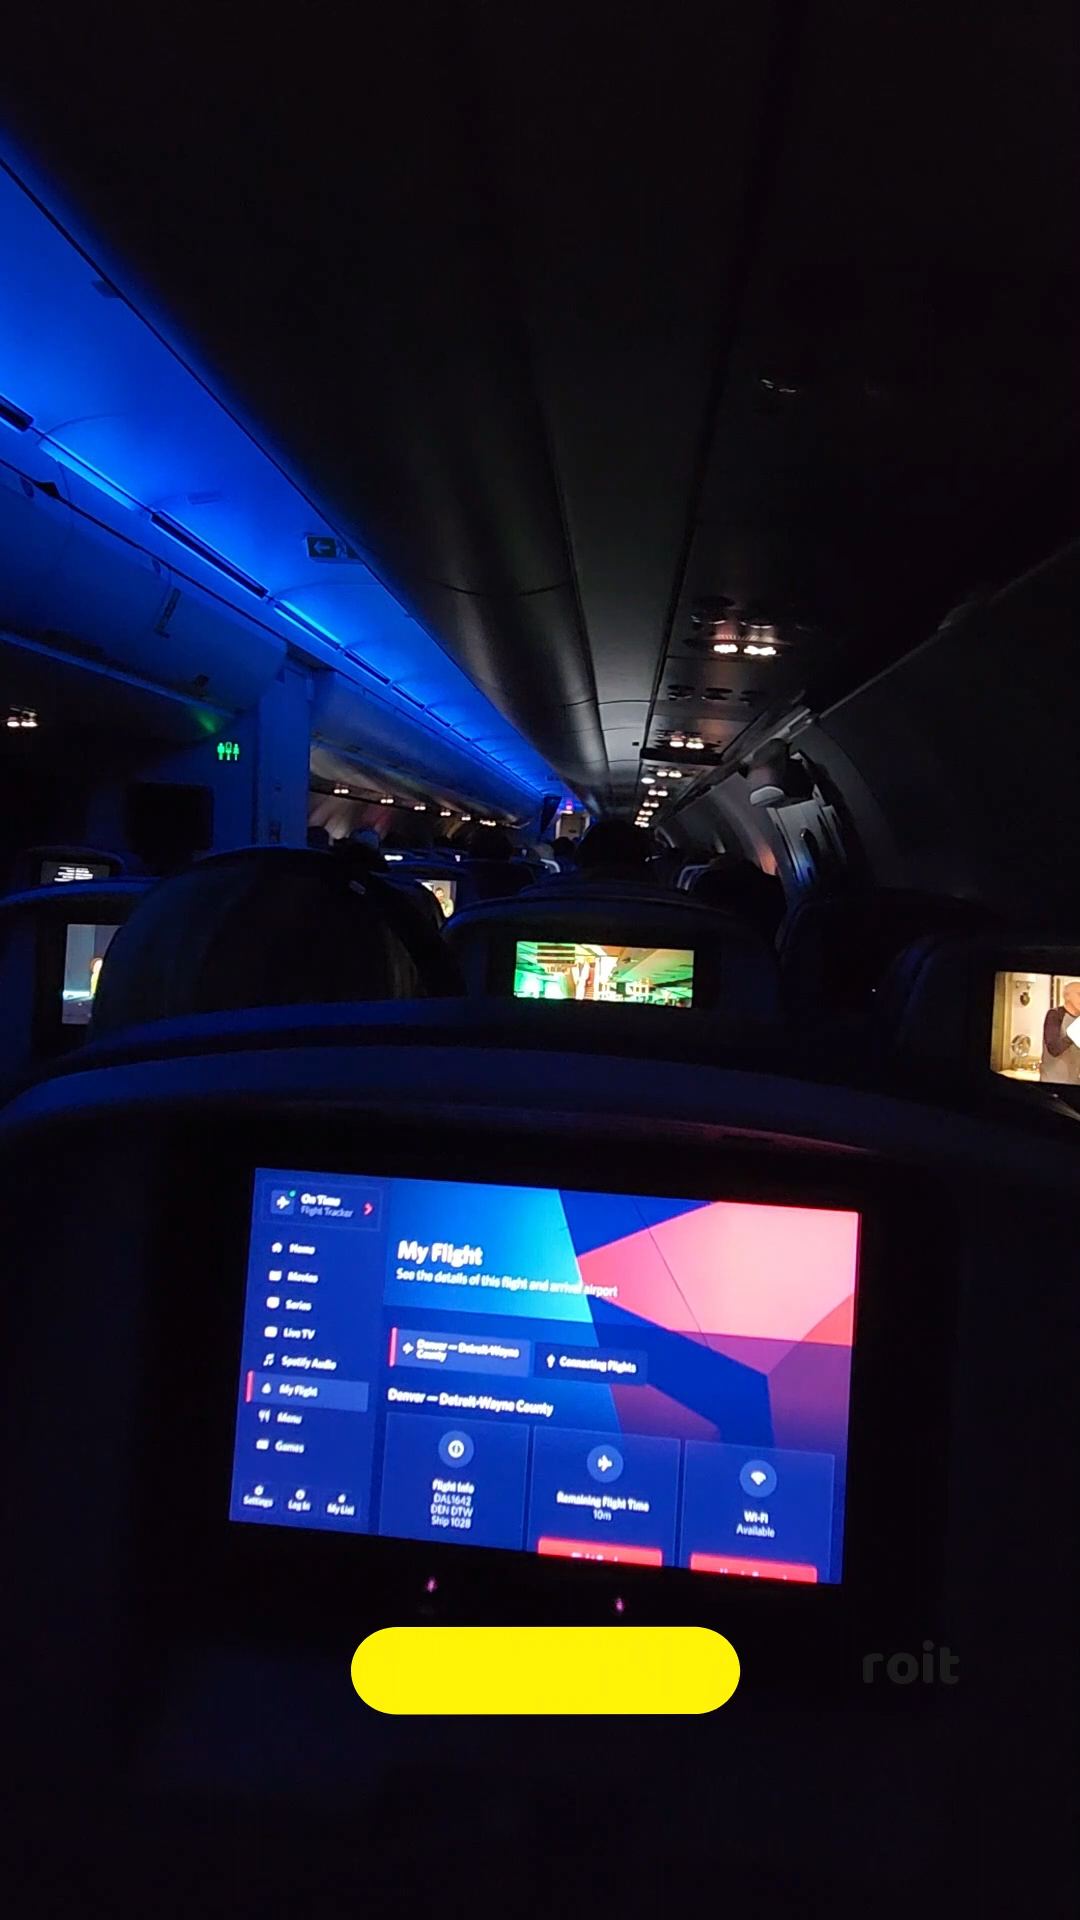 On Time
Flight Tracker
Home
Movies
Series
Live TV
Spotify Audio
My Flight
Menu
Games
Settings
Log In
My List
My Flight
See the details of this flight and arrival airport
Denver — Detroit-Wayne
County
Connecting Flights
Denver — Detroit-Wayne County
Flight Info
DAL1642
DEN DTW
Ship 1028
Remaining Flight Time
10m
Wi-Fi
Available
roit